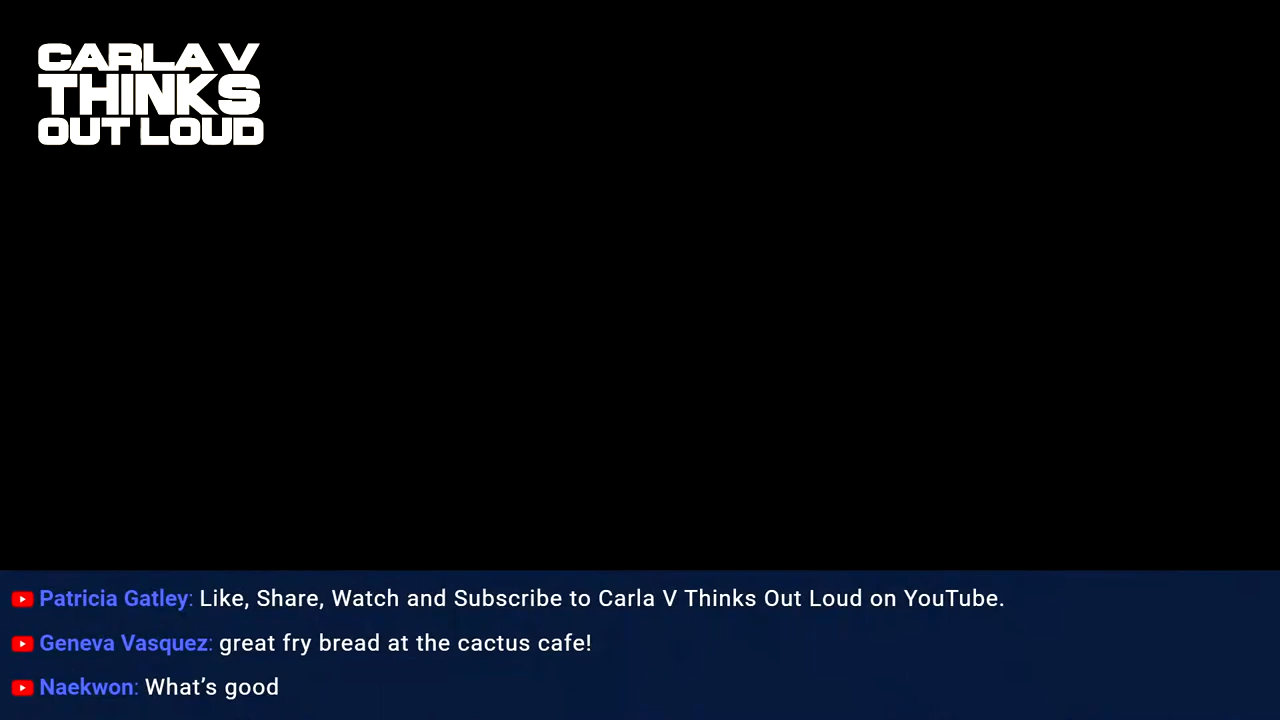 CARLA V
THINKS
OUT LOUD
Patricia Gatley: Like, Share, Watch and Subscribe to Carla V Thinks Out Loud on YouTube.
Geneva Vasquez: great fry bread at the cactus cafe!
Naekwon: What’s good